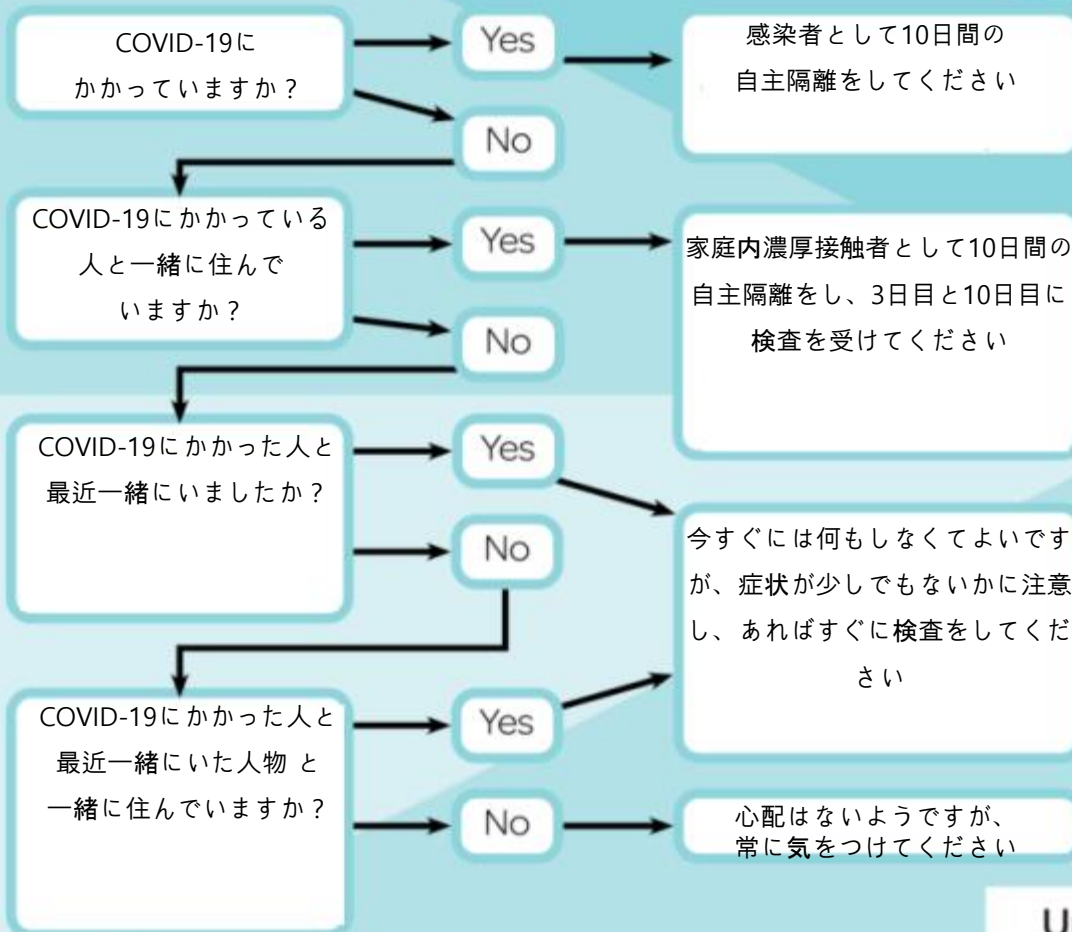 COVID-19に
かかっていますか？
Yes
感染者として10日間の
自主隔離をしてください
No
COVID-19にかかっている
人と一緒に住んで
いますか？
Yes
家庭内濃厚接触者として10日間の
自主隔離をし、3日目と10日目に
検査を受けてください
No
COVID-19にかかった人と
最近一緒にいましたか？
Yes
No
今すぐには何もしなくてよいです
が、症状が少しでもないかに注意
し、あればすぐに検査をしてくだ
さい
COVID-19にかかった人と
最近一緒にいた人物 と
一緒に住んでいますか？
Yes
No
心配はないようですが、
常に気をつけてください